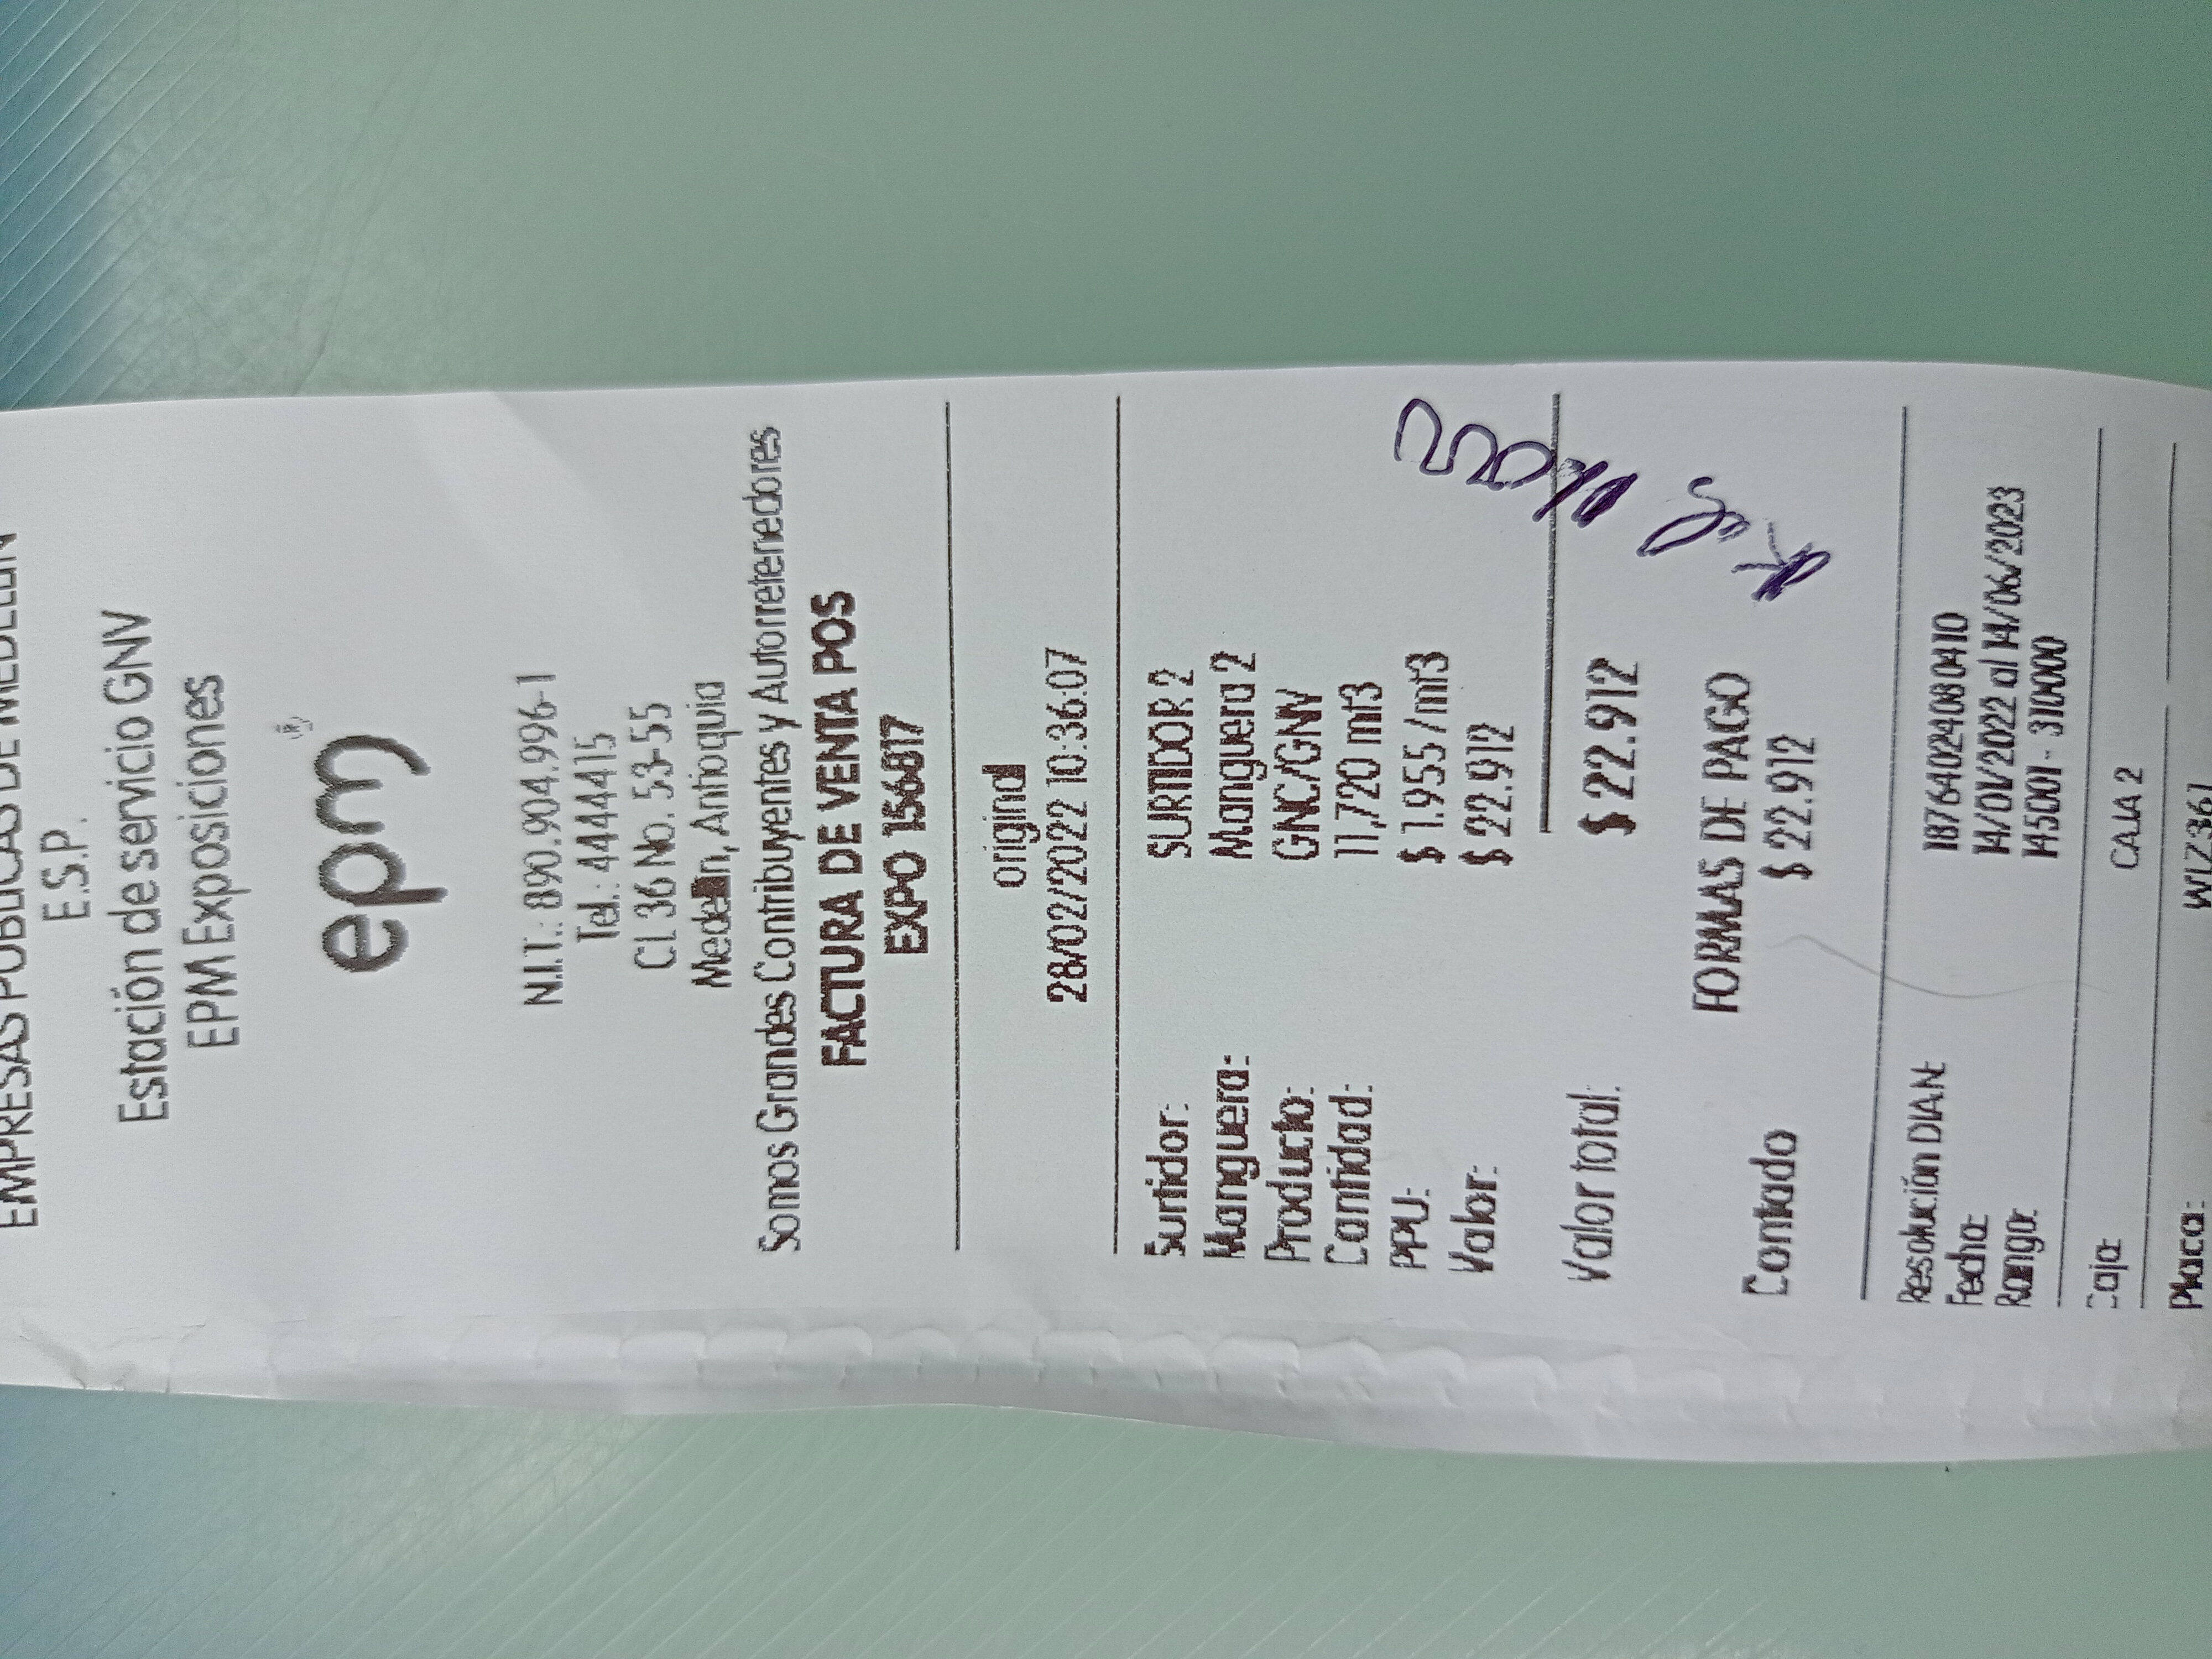 EMPRESAS PUBLICAS DE MEDELLIN
E.S.P.
Estación de servicio GNV
EPM Exposiciones
epm®
N.I.T.: 890.904.996-1
Tel.: 4444415
CL 36 No. 53-55
Medellín, Antioquia
Somos Grandes Contribuyentes y Autorretenedores
FACTURA DE VENTA POS
EXPO 156817
original
28/02/2022 10:36:07
Surtidor: SURTIDOR 2
Manguera: Manguera 2
Producto: GNC/GNV
Cantidad: 11,720 mt3
PPU: $ 1.955 /mt3
Valor: $ 22.912
Valor total: $ 22.912
FORMAS DE PAGO
Contado $ 22.912
Resolución DIAN: 18764024080410
Fecha: 14/01/2022 al 14/06/2023
Rango: 145001 - 310000
Caja: CAJA 2
Placa: WLZ361